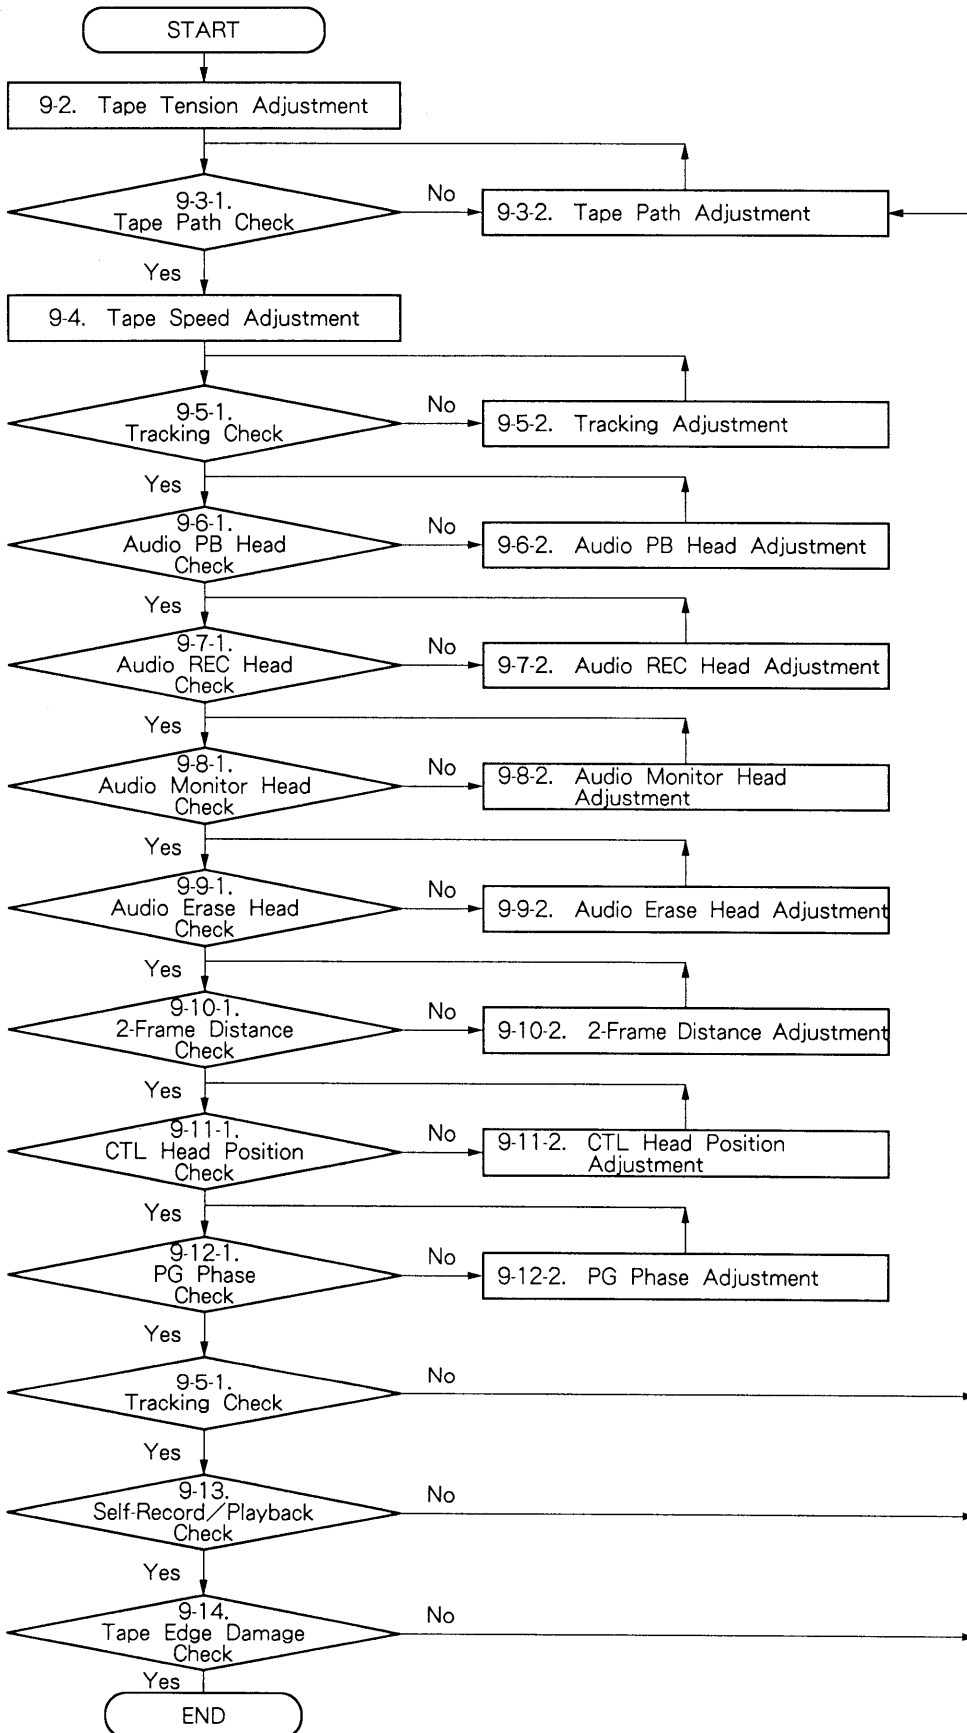 START
9-2. Tape Tension Adjustment
9-3-1.
Tape Path Check
No
9-3-2. Tape Path Adjustment
Yes
9-4. Tape Speed Adjustment
9-5-1.
Tracking Check
No
9-5-2. Tracking Adjustment
Yes
9-6-1.
Audio PB Head
Check
No
9-6-2. Audio PB Head Adjustment
Yes
9-7-1.
Audio REC Head
Check
No
9-7-2. Audio REC Head Adjustment
Yes
9-8-1.
Audio Monitor Head
Check
No
9-8-2. Audio Monitor Head
Adjustment
Yes
9-9-1.
Audio Erase Head
Check
No
9-9-2. Audio Erase Head Adjustment
Yes
9-10-1.
2-Frame Distance
Check
No
9-10-2. 2-Frame Distance Adjustment
Yes
9-11-1.
CTL Head Position
Check
No
9-11-2. CTL Head Position
Adjustment
Yes
9-12-1.
PG Phase
Check
No
9-12-2. PG Phase Adjustment
Yes
9-5-1.
Tracking Check
No
Yes
9-13.
Self-Record/Playback
Check
No
Yes
9-14.
Tape Edge Damage
Check
No
Yes
END